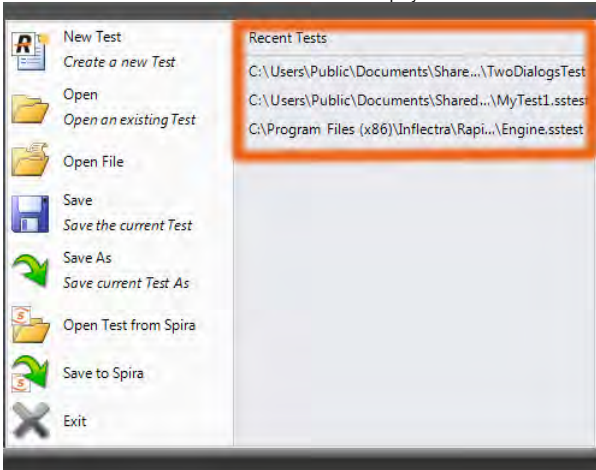 New Test
Create a new Test
Open
Open an existing Test
Open File
Save
Save the current Test
Save As
Save current Test As
Open Test from Spira
Save to Spira
Exit
Recent Tests
C:\Users\Public\Documents\Share...\TwoDialogsTest
C:\Users\Public\Documents\Shared...\MyTest1.sstest
C:\Program Files (x86)\Inflectra\Rapi...\Engine.sstest